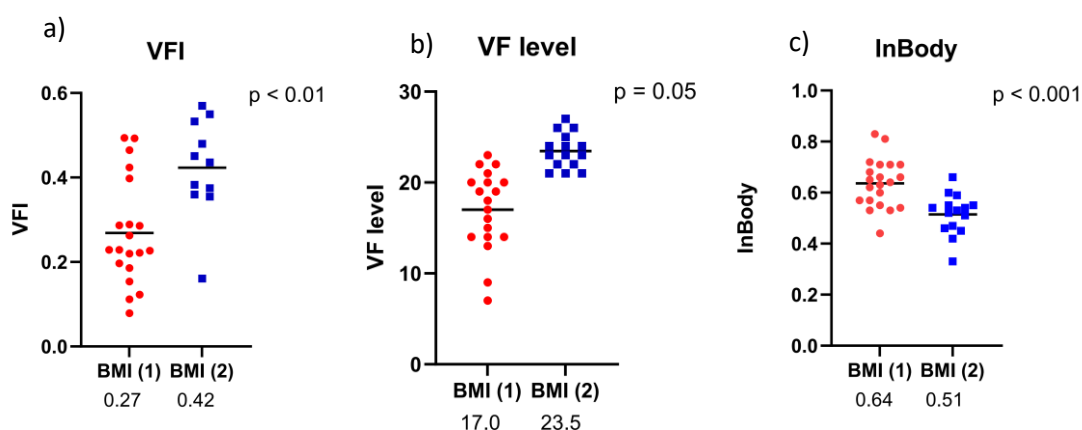 a)
VFI
p < 0.01
0.6
0.4
0.2
0.0
VFI
BMI (1) BMI (2)
0.27 0.42
b)
VF level
p = 0.05
30
20
10
0
VF level
BMI (1) BMI (2)
17.0 23.5
c)
InBody
p < 0.001
1.0
0.8
0.6
0.4
0.2
0.0
InBody
BMI (1) BMI (2)
0.64 0.51